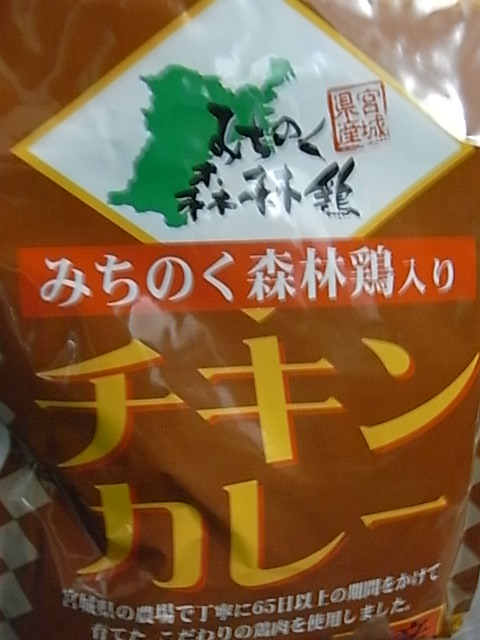 みちのく
森林鶏
宮城
県産
みちのく森林鶏入り
チキン
カレー
宮城県の農場で丁寧に65日以上の期間をかけて
育てた、こだわりの鶏肉を使用しました。